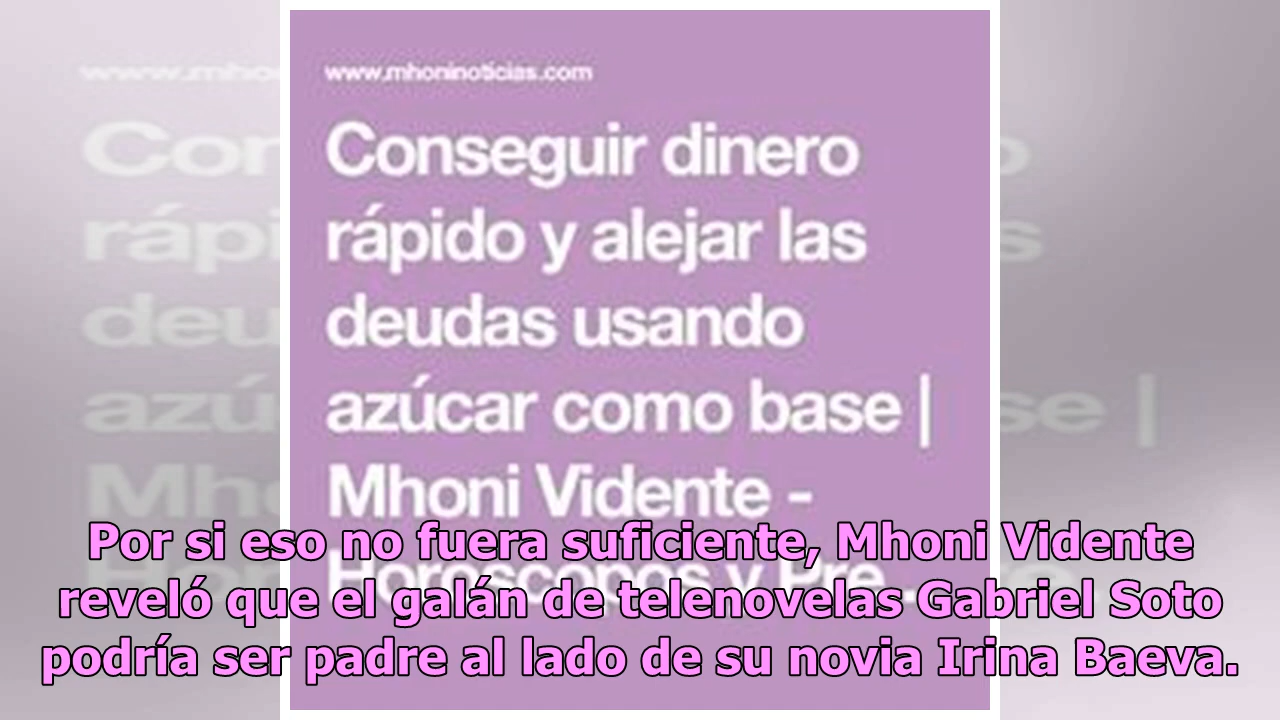 www.mhoninoticias.com
Conseguir dinero
rápido y alejar las
deudas usando
azúcar como base |
Mhoni Vidente -
Horóscopos y Pre...
Por si eso no fuera suficiente, Mhoni Vidente
reveló que el galán de telenovelas Gabriel Soto
podría ser padre al lado de su novia Irina Baeva.